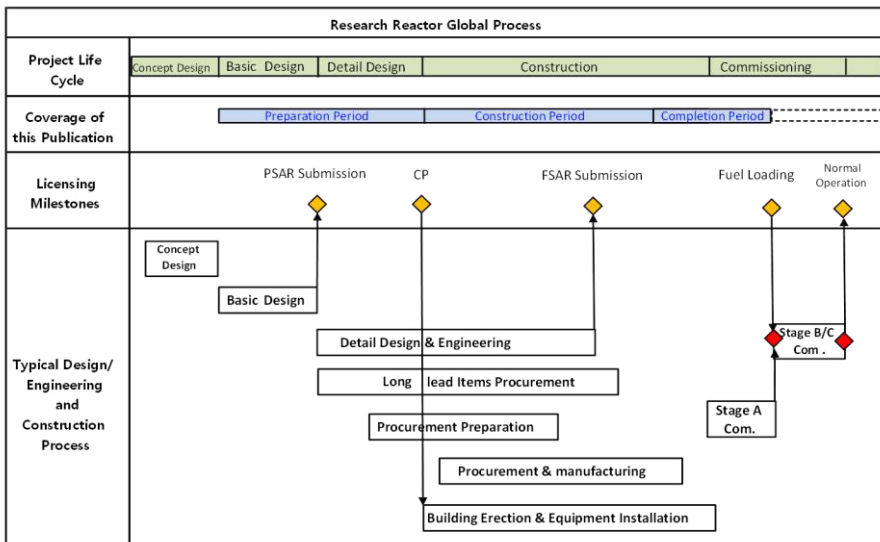 Research Reactor Global Process
Project Life
Cycle
Concept Design
Basic Design
Detail Design
Construction
Commissioning
Coverage of
this Publication
Preparation Period
Construction Period
Completion Period
Licensing
Milestones
PSAR Submission
CP
FSAR Submission
Fuel Loading
Normal
Operation
Typical Design/
Engineering
and
Construction
Process
Concept
Design
Basic Design
Detail Design & Engineering
Stage B/C
Com .
Long lead Items Procurement
Procurement Preparation
Stage A
Com.
Procurement & manufacturing
Building Erection & Equipment Installation